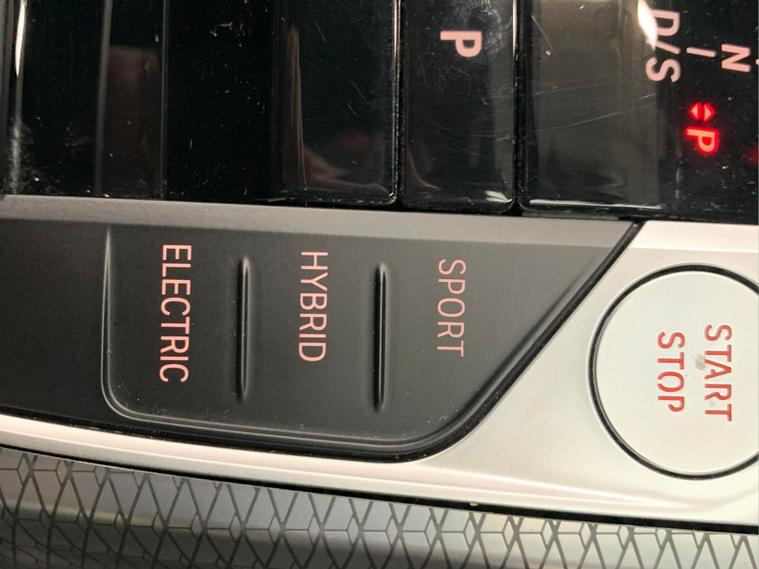 N
D/S
P
P
START
STOP
SPORT
HYBRID
ELECTRIC